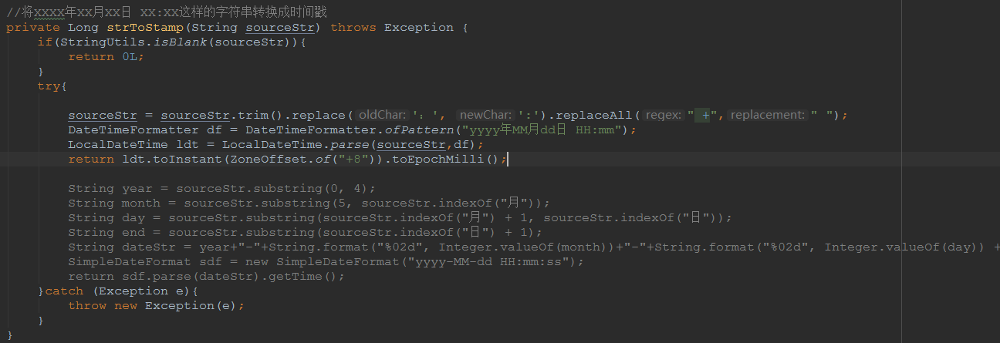 //将xxxx年xx月xx日 xx:xx这样的字符串转换成时间戳
private Long strToStamp(String sourceStr) throws Exception {
if(StringUtils.isBlank(sourceStr)){
return 0L;
}
try{
sourceStr = sourceStr.trim().replace( oldChar: '：', newChar: ':').replaceAll( regex: " +", replacement: " ");
DateTimeFormatter df = DateTimeFormatter.ofPattern("yyyy年MM月dd日 HH:mm");
LocalDateTime ldt = LocalDateTime.parse(sourceStr,df);
return ldt.toInstant(ZoneOffset.of("+8")).toEpochMilli();
String year = sourceStr.substring(0, 4);
String month = sourceStr.substring(5, sourceStr.indexOf("月"));
String day = sourceStr.substring(sourceStr.indexOf("月") + 1, sourceStr.indexOf("日"));
String end = sourceStr.substring(sourceStr.indexOf("日") + 1);
String dateStr = year+"-"+String.format("%02d", Integer.valueOf(month))+"-"+String.format("%02d", Integer.valueOf(day)) +
SimpleDateFormat sdf = new SimpleDateFormat("yyyy-MM-dd HH:mm:ss");
return sdf.parse(dateStr).getTime();
}catch (Exception e){
throw new Exception(e);
}
}